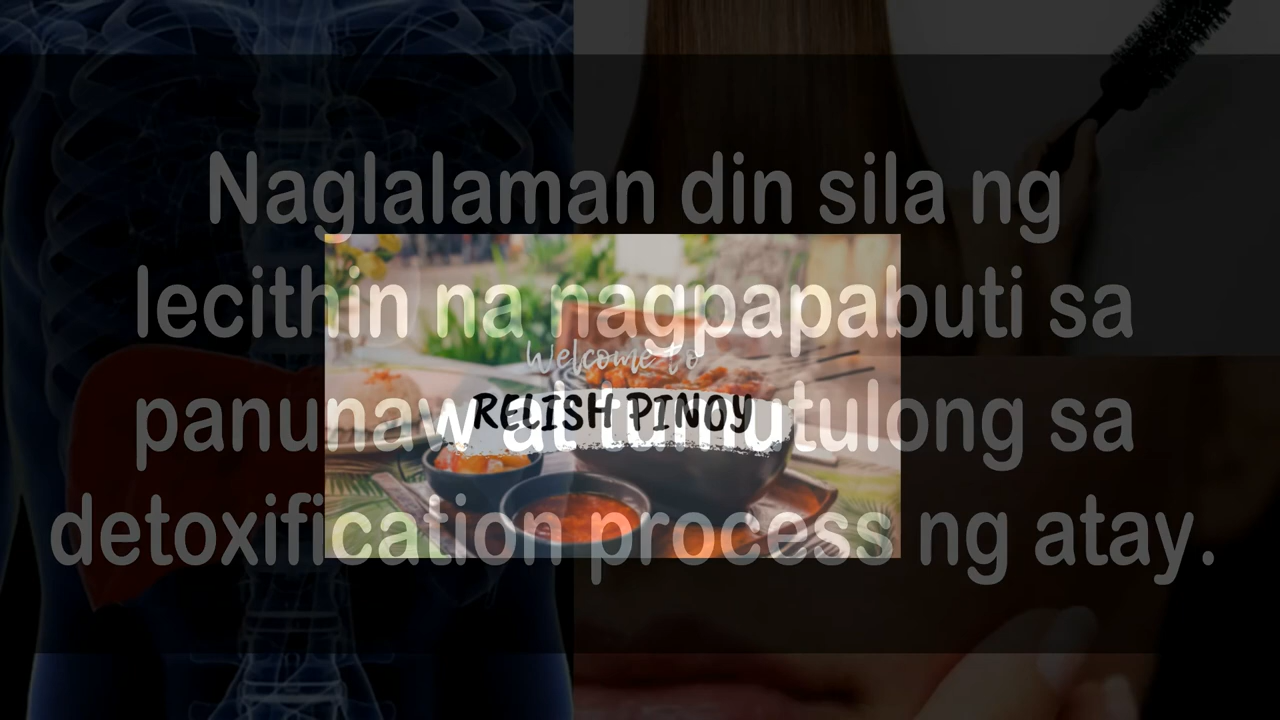 Naglalaman din sila ng
lecithin na nagpapabuti sa
panunaw at tumutulong sa
detoxification process ng atay.
Welcome to
RELISH PINOY